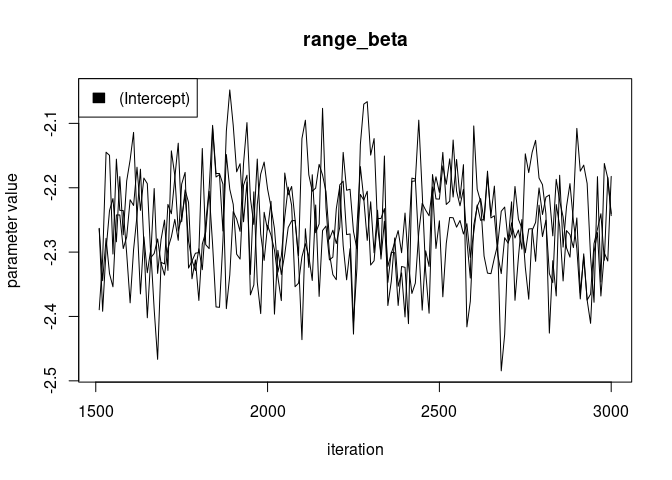 range_beta
(Intercept)
parameter value
-2.1
-2.2
-2.3
-2.4
-2.5
1500 2000 2500 3000
iteration